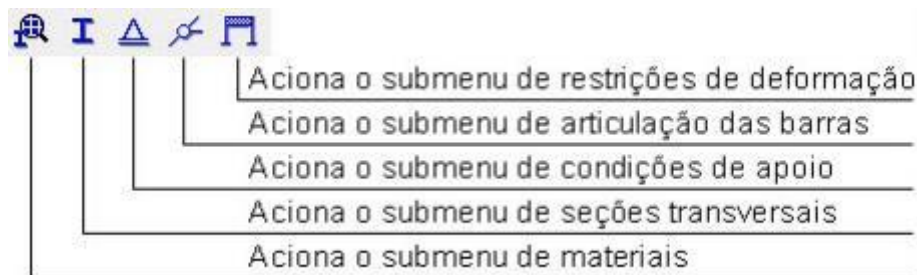 Aciona o submenu de restrições de deformação
Aciona o submenu de articulação das barras
Aciona o submenu de condições de apoio
Aciona o submenu de seções transversais
Aciona o submenu de materiais